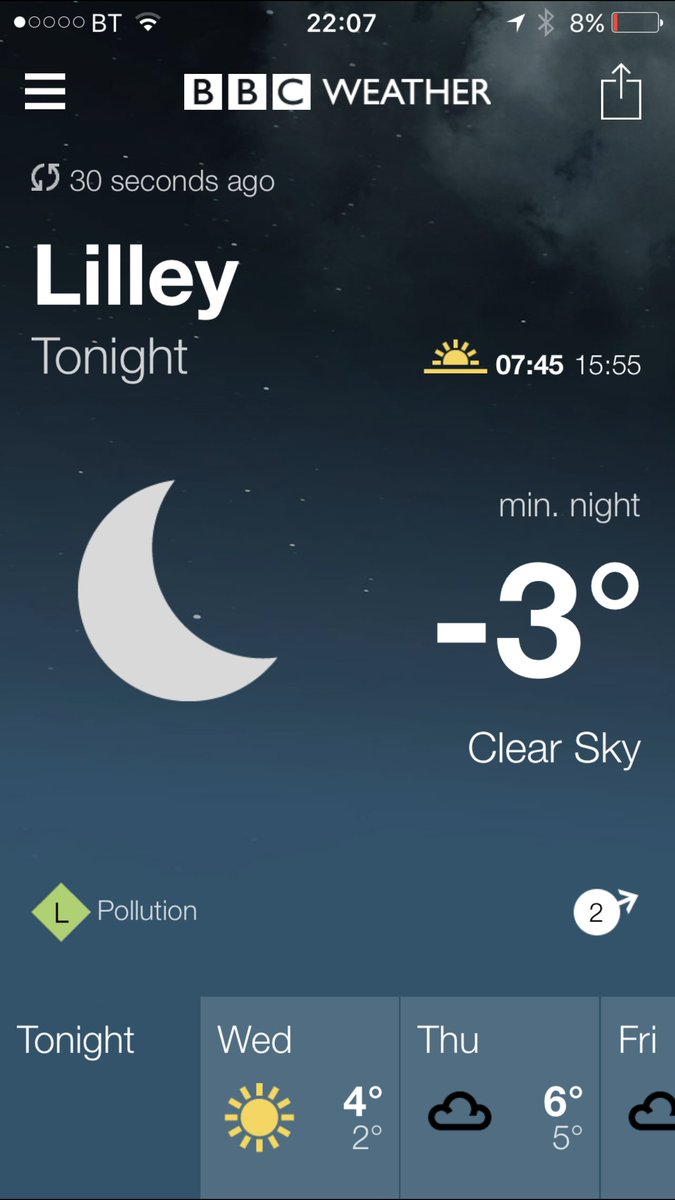 BT 22:07 8%
BBC WEATHER
30 seconds ago
Lilley
Tonight
07:45 15:55
min. night
-3°
Clear Sky
L Pollution
2
Tonight Wed Thu Fri
4° 6°
2° 5°